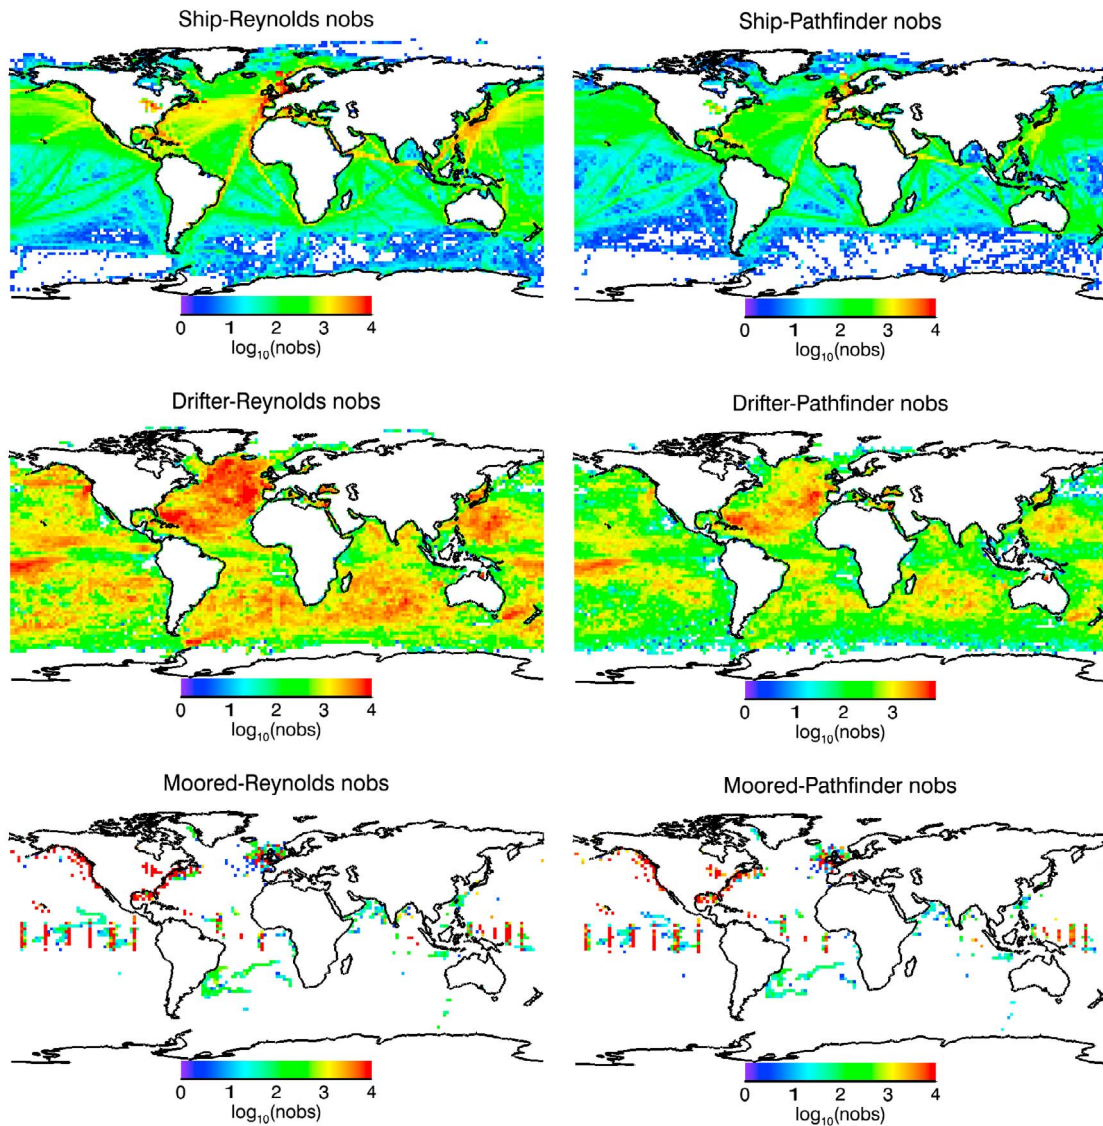 Ship-Reynolds nobs
Ship-Pathfinder nobs
0 1 2 3 4
log₁₀(nobs)
0 1 2 3 4
log₁₀(nobs)
Drifter-Reynolds nobs
Drifter-Pathfinder nobs
0 1 2 3 4
log₁₀(nobs)
0 1 2 3
log₁₀(nobs)
Moored-Reynolds nobs
Moored-Pathfinder nobs
0 1 2 3 4
log₁₀(nobs)
0 1 2 3 4
log₁₀(nobs)